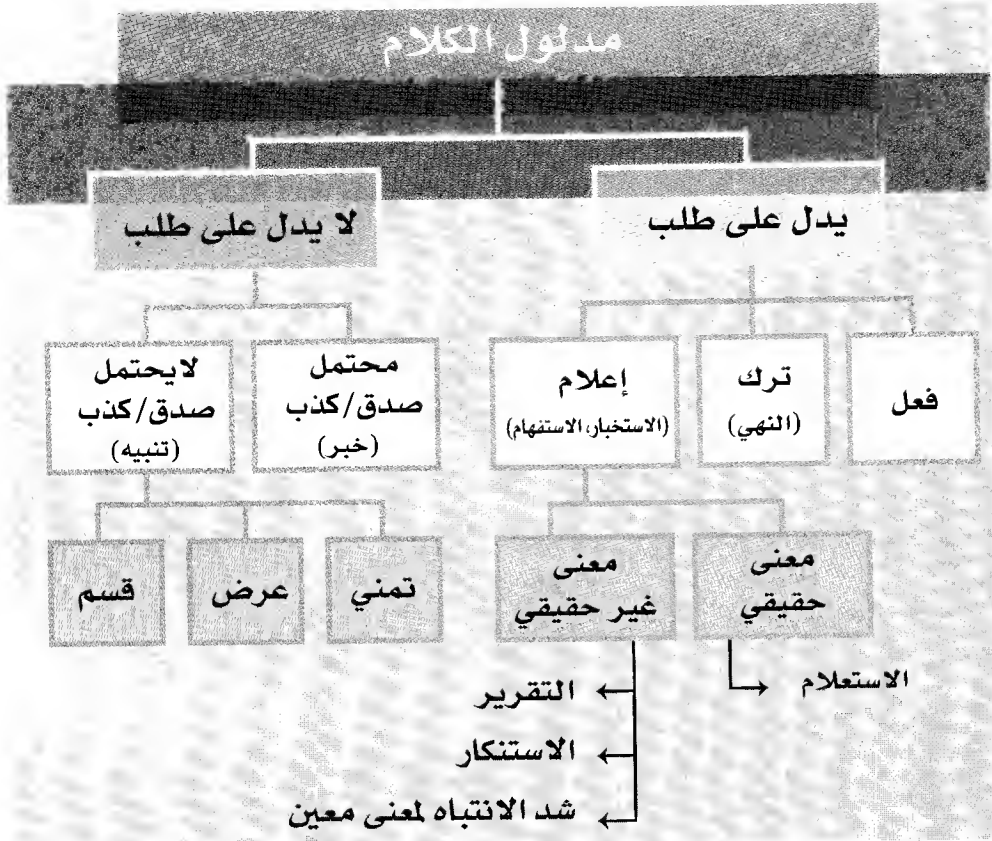 مدلول الكلام
يدل على طلب
لا يدل على طلب
فعل
ترك
(النهي)
إعلام
(الاستخبار، الاستفهام)
محتمل
صدق/كذب
(خبر)
لايحتمل
صدق/كذب
(تنبيه)
معنى
حقيقي
معنى
غير حقيقي
تمني
عرض
قسم
الاستعلام
التقرير
الاستنكار
شد الانتباه لمعنى معين